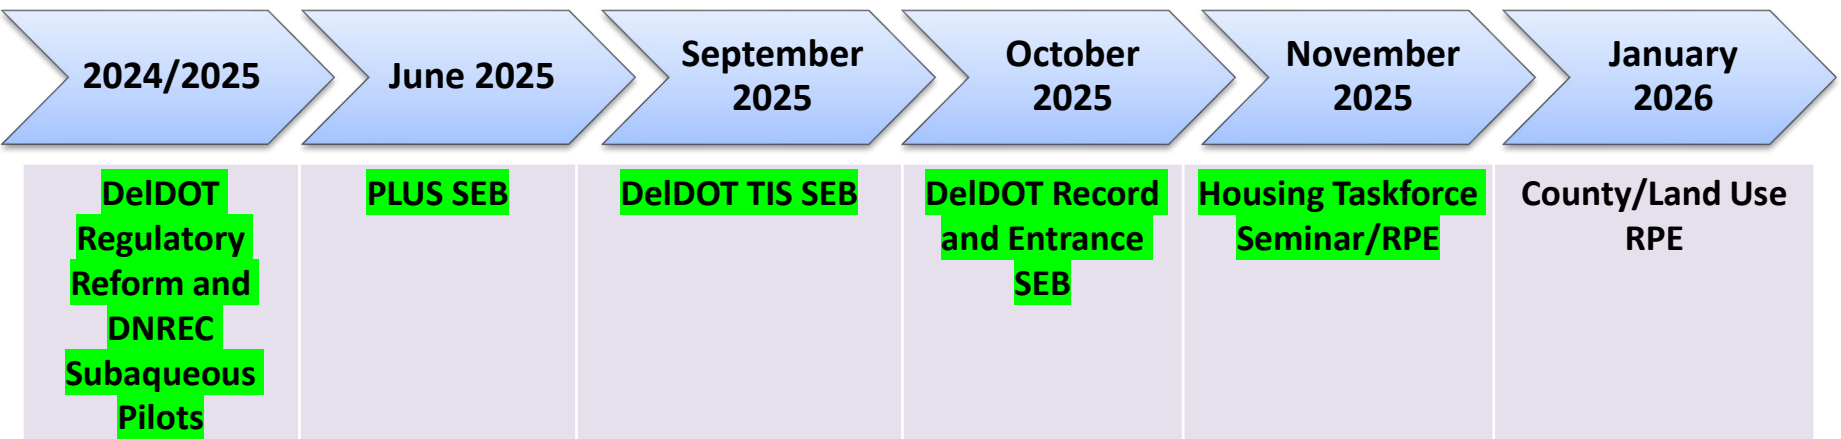 2024/2025
June 2025
September
2025
October
2025
November
2025
January
2026
DelDOT
Regulatory
Reform and
DNREC
Subaqueous
Pilots
PLUS SEB
DelDOT TIS SEB
DelDOT Record
and Entrance
SEB
Housing Taskforce
Seminar/RPE
County/Land Use
RPE